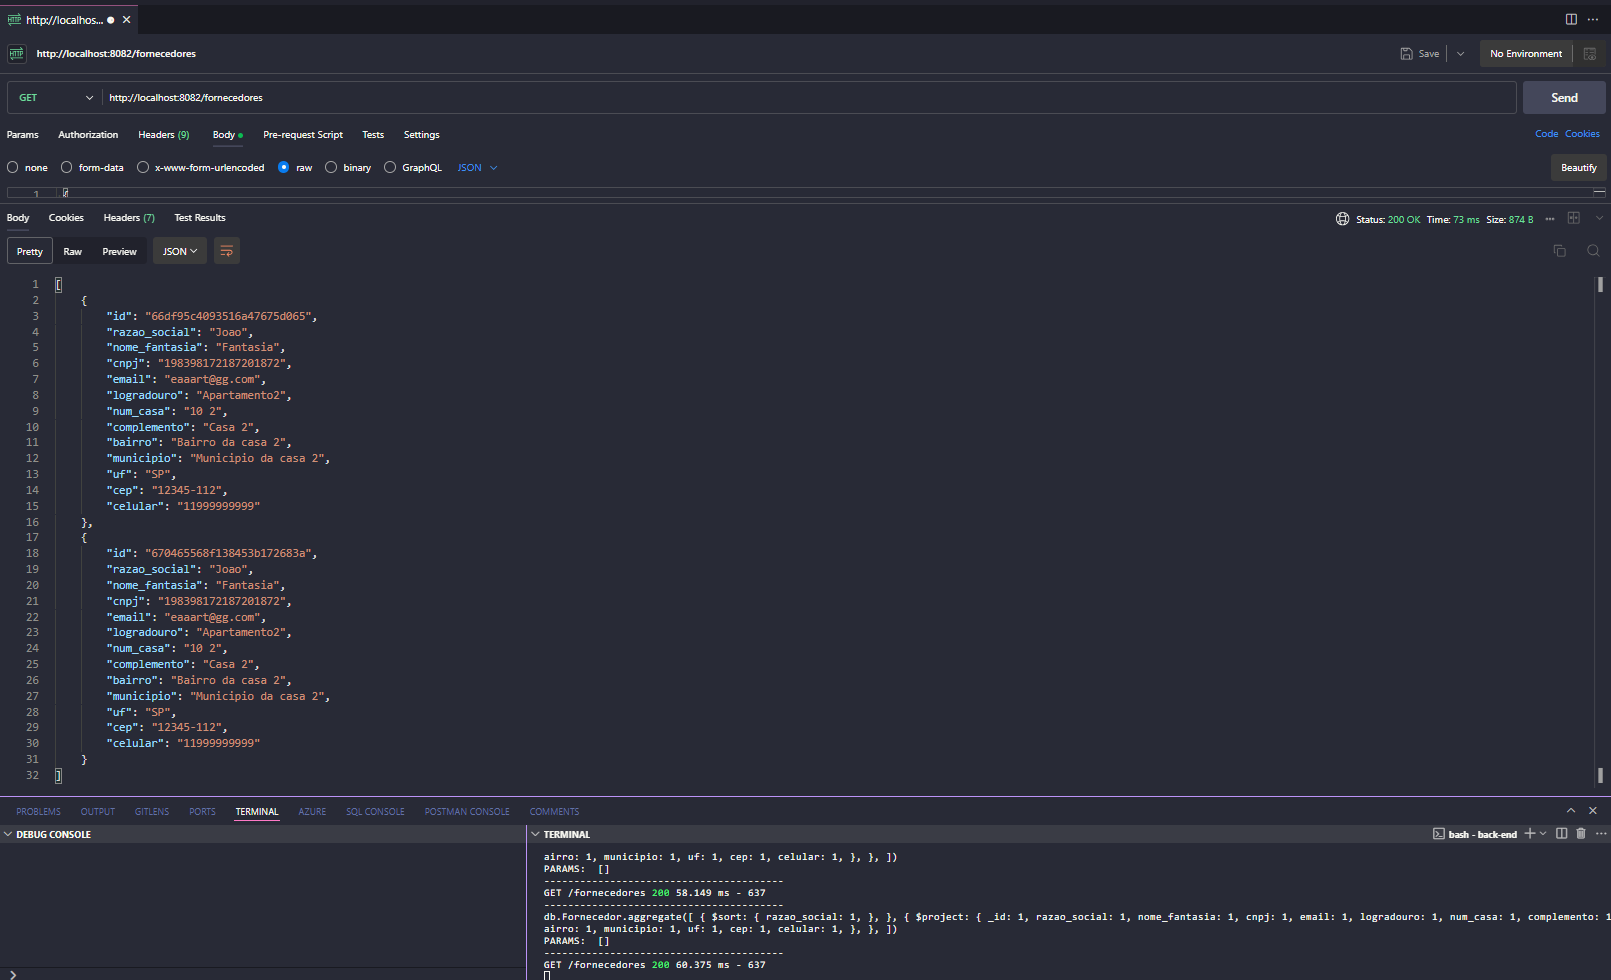 http://localhos...
http://localhost:8082/fornecedores
Save
No Environment
GET
http://localhost:8082/fornecedores
Send
Params Authorization Headers (9) Body Pre-request Script Tests Settings
Code Cookies
none form-data x-www-form-urlencoded raw binary GraphQL JSON
Beautify
1 {
Body Cookies Headers (7) Test Results
Status: 200 OK Time: 73 ms Size: 874 B
Pretty Raw Preview JSON
1 [
2 {
3 "id": "66df95c4093516a47675d065",
4 "razao_social": "Joao",
5 "nome_fantasia": "Fantasia",
6 "cnpj": "198398172187201872",
7 "email": "eaaart@gg.com",
8 "logradouro": "Apartamento2",
9 "num_casa": "10 2",
10 "complemento": "Casa 2",
11 "bairro": "Bairro da casa 2",
12 "municipio": "Municipio da casa 2",
13 "uf": "SP",
14 "cep": "12345-112",
15 "celular": "11999999999"
16 },
17 {
18 "id": "670465568f138453b172683a",
19 "razao_social": "Joao",
20 "nome_fantasia": "Fantasia",
21 "cnpj": "198398172187201872",
22 "email": "eaaart@gg.com",
23 "logradouro": "Apartamento2",
24 "num_casa": "10 2",
25 "complemento": "Casa 2",
26 "bairro": "Bairro da casa 2",
27 "municipio": "Municipio da casa 2",
28 "uf": "SP",
29 "cep": "12345-112",
30 "celular": "11999999999"
31 }
32 ]
PROBLEMS OUTPUT GITLENS PORTS TERMINAL AZURE SQL CONSOLE POSTMAN CONSOLE COMMENTS
DEBUG CONSOLE
TERMINAL
bash - back-end
airro: 1, municipio: 1, uf: 1, cep: 1, celular: 1, }, }, ])
PARAMS: []
----------------------------------------
GET /fornecedores 200 58.149 ms - 637
----------------------------------------
db.Fornecedor.aggregate([ { $sort: { razao_social: 1, }, }, { $project: { _id: 1, razao_social: 1, nome_fantasia: 1, cnpj: 1, email: 1, logradouro: 1, num_casa: 1, complemento: 1
airro: 1, municipio: 1, uf: 1, cep: 1, celular: 1, }, }, ])
PARAMS: []
----------------------------------------
GET /fornecedores 200 60.375 ms - 637